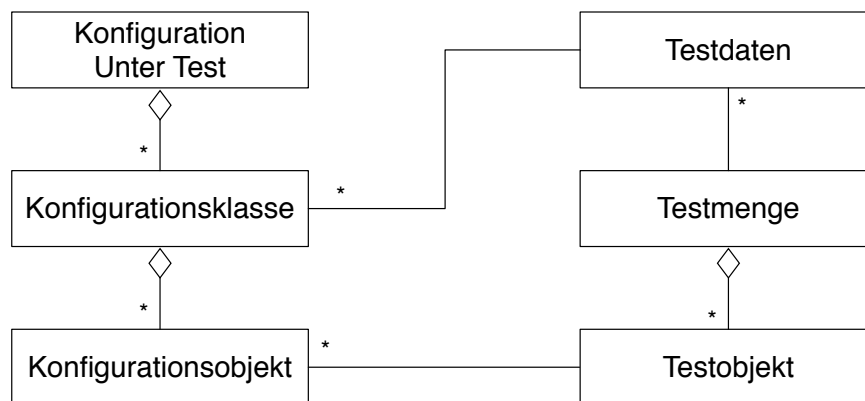 Konfiguration
Unter Test
Testdaten
*
*
Konfigurationsklasse
*
Testmenge
*
*
Konfigurationsobjekt
*
Testobjekt